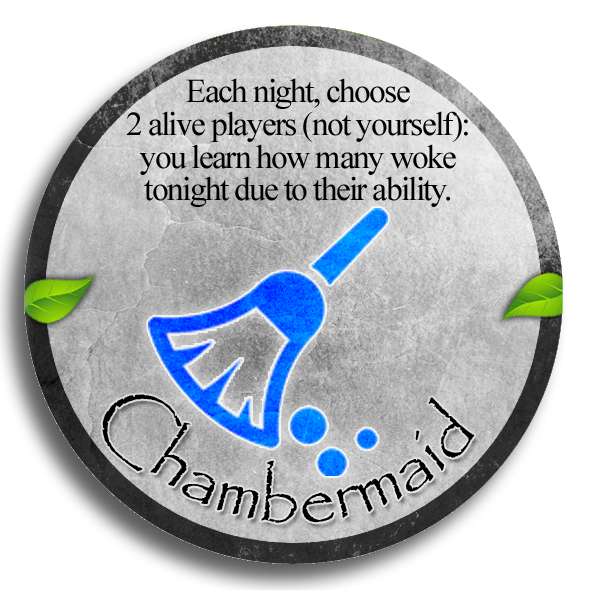 Each night, choose
2 alive players (not yourself):
you learn how many woke
tonight due to their ability.
Chambermaid